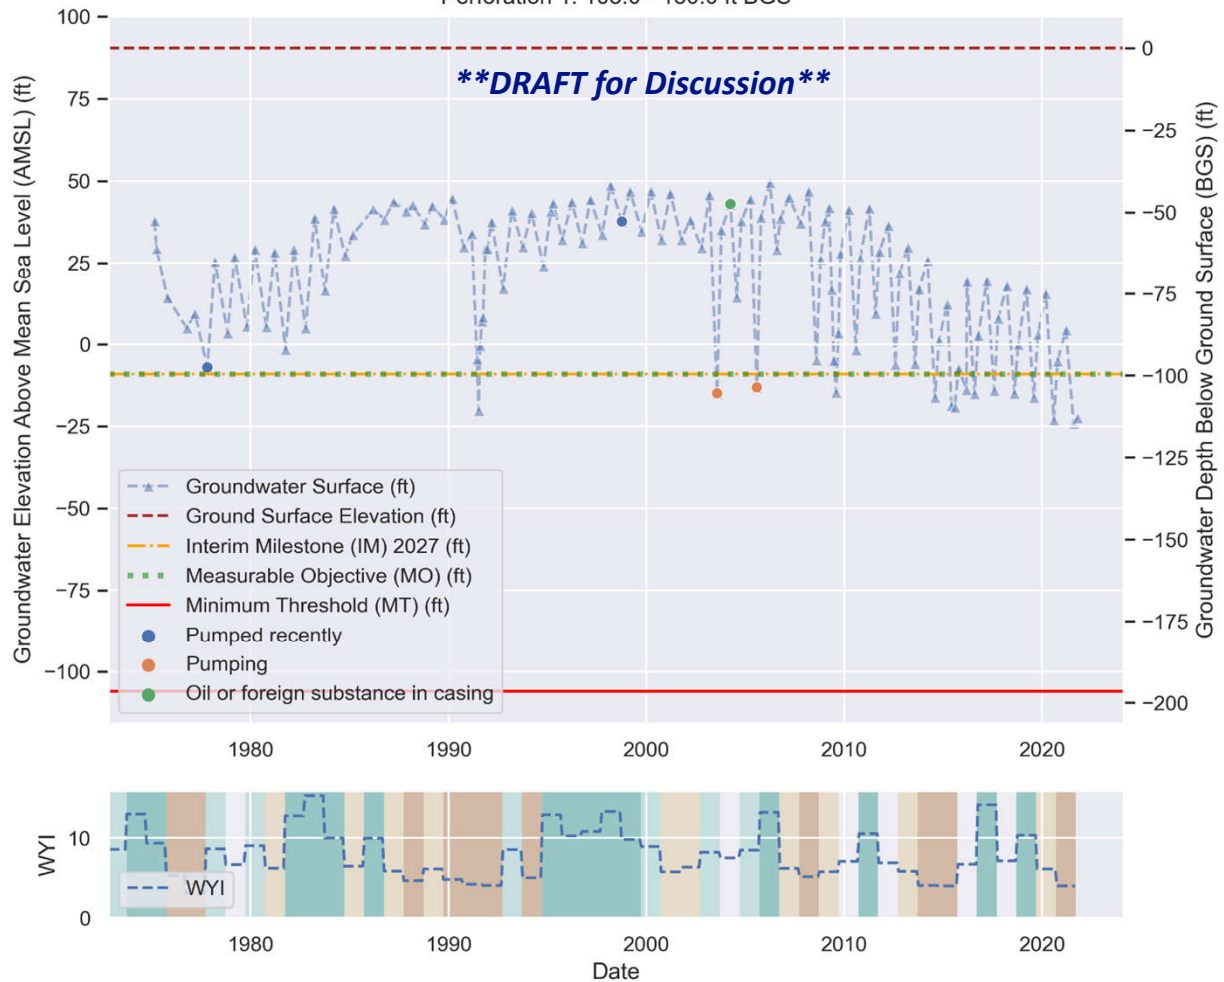 100
**DRAFT for Discussion**
75
50
25
0
−25
−50
−75
−100
Groundwater Elevation Above Mean Sea Level (AMSL) (ft)
0
−25
−50
−75
−100
−125
−150
−175
−200
Groundwater Depth Below Ground Surface (BGS) (ft)
Groundwater Surface (ft)
Ground Surface Elevation (ft)
Interim Milestone (IM) 2027 (ft)
Measurable Objective (MO) (ft)
Minimum Threshold (MT) (ft)
Pumped recently
Pumping
Oil or foreign substance in casing
1980 1990 2000 2010 2020
WYI
10
0
WYI
1980 1990 2000 2010 2020
Date